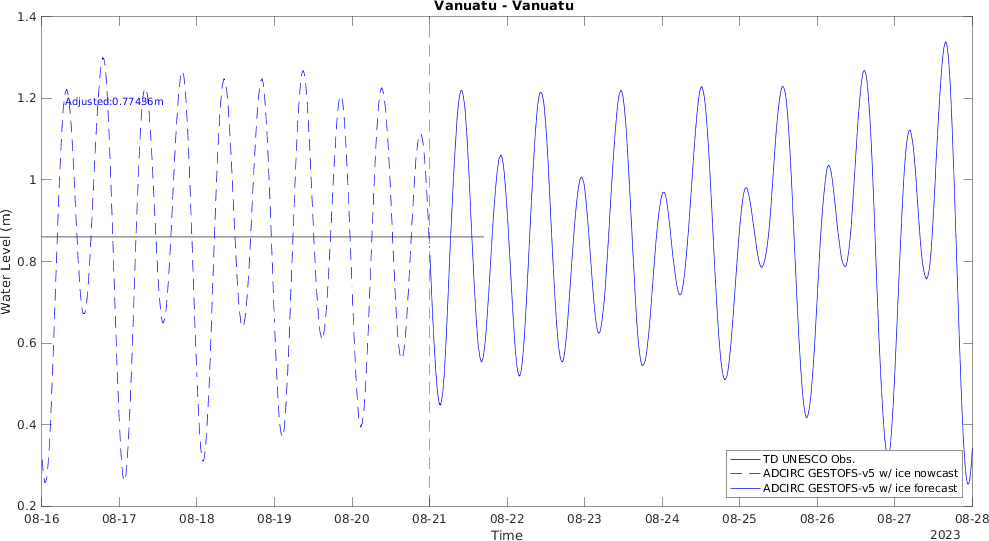 Vanuatu - Vanuatu
1.4
1.2
1
0.8
0.6
0.4
0.2
Water Level (m)
Adjusted:0.77436m
TD UNESCO Obs.
ADCIRC GESTOFS-v5 w/ ice nowcast
ADCIRC GESTOFS-v5 w/ ice forecast
08-16 08-17 08-18 08-19 08-20 08-21 08-22 08-23 08-24 08-25 08-26 08-27 08-28
Time
2023